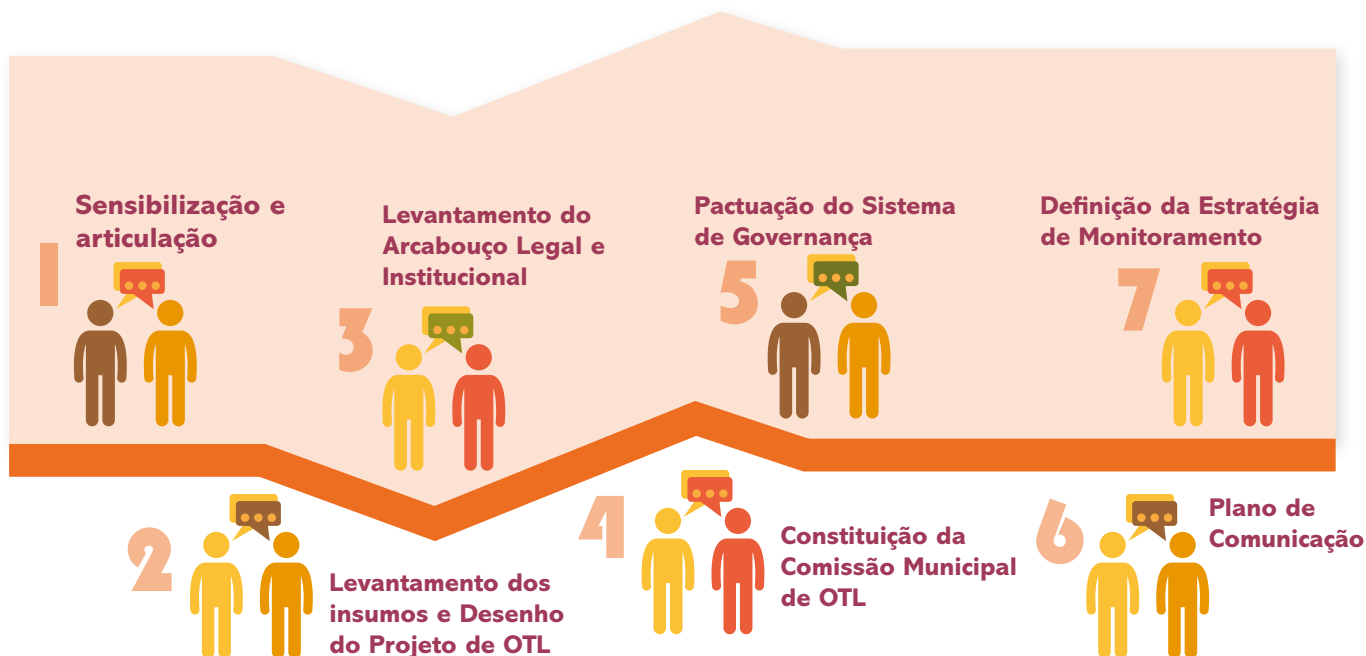 1
Sensibilização e
articulação
2
Levantamento dos
insumos e Desenho
do Projeto de OTL
3
Levantamento do
Arcabouço Legal e
Institucional
4
Constituição da
Comissão Municipal
de OTL
5
Pactuação do Sistema
de Governança
6
Plano de
Comunicação
7
Definição da Estratégia
de Monitoramento